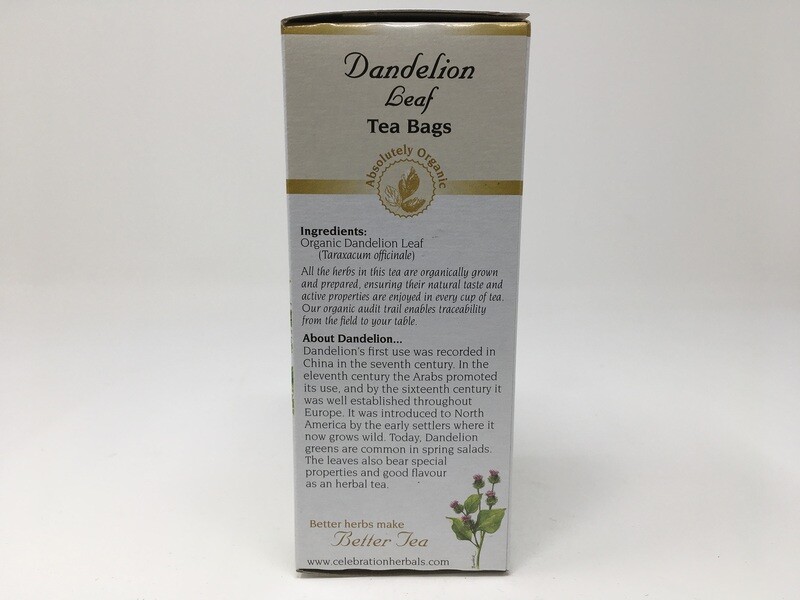 Dandelion
Leaf
Tea Bags
Absolutely Organic
Ingredients:
Organic Dandelion Leaf
(Taraxacum officinale)
All the herbs in this tea are organically grown
and prepared, ensuring their natural taste and
active properties are enjoyed in every cup of tea.
Our organic audit trail enables traceability
from the field to your table.
About Dandelion...
Dandelion's first use was recorded in
China in the seventh century. In the
eleventh century the Arabs promoted
its use, and by the sixteenth century it
was well established throughout
Europe. It was introduced to North
America by the early settlers where it
now grows wild. Today, Dandelion
greens are common in spring salads.
The leaves also bear special
properties and good flavour
as an herbal tea.
Better herbs make
Better Tea
www.celebrationherbals.com